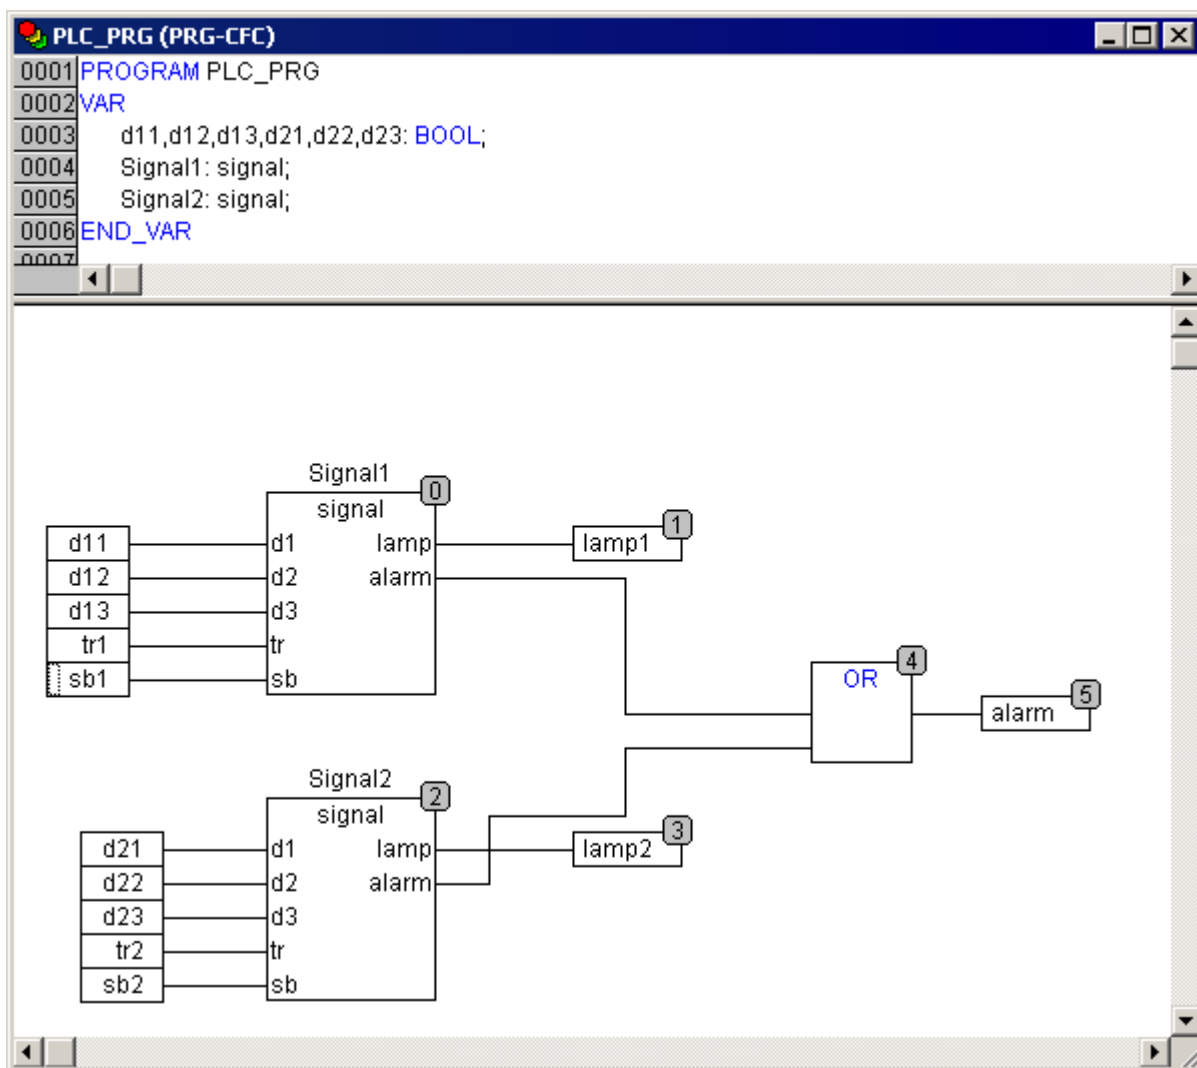 PLC_PRG (PRG-CFC)
0001 PROGRAM PLC_PRG
0002 VAR
0003 d11,d12,d13,d21,d22,d23: BOOL;
0004 Signal1: signal;
0005 Signal2: signal;
0006 END_VAR
0007
Signal1
0
signal
d11 d1 lamp lamp1 1
d12 d2 alarm
d13 d3
tr1 tr
sb1 sb
OR 4
alarm 5
Signal2
2
signal
d21 d1 lamp lamp2 3
d22 d2 alarm
d23 d3
tr2 tr
sb2 sb